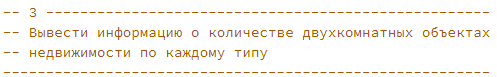 -- 3 -----------------------------------------------------
-- Вывести информацию о количестве двухкомнатных объектах
-- недвижимости по каждому типу
----------------------------------------------------------